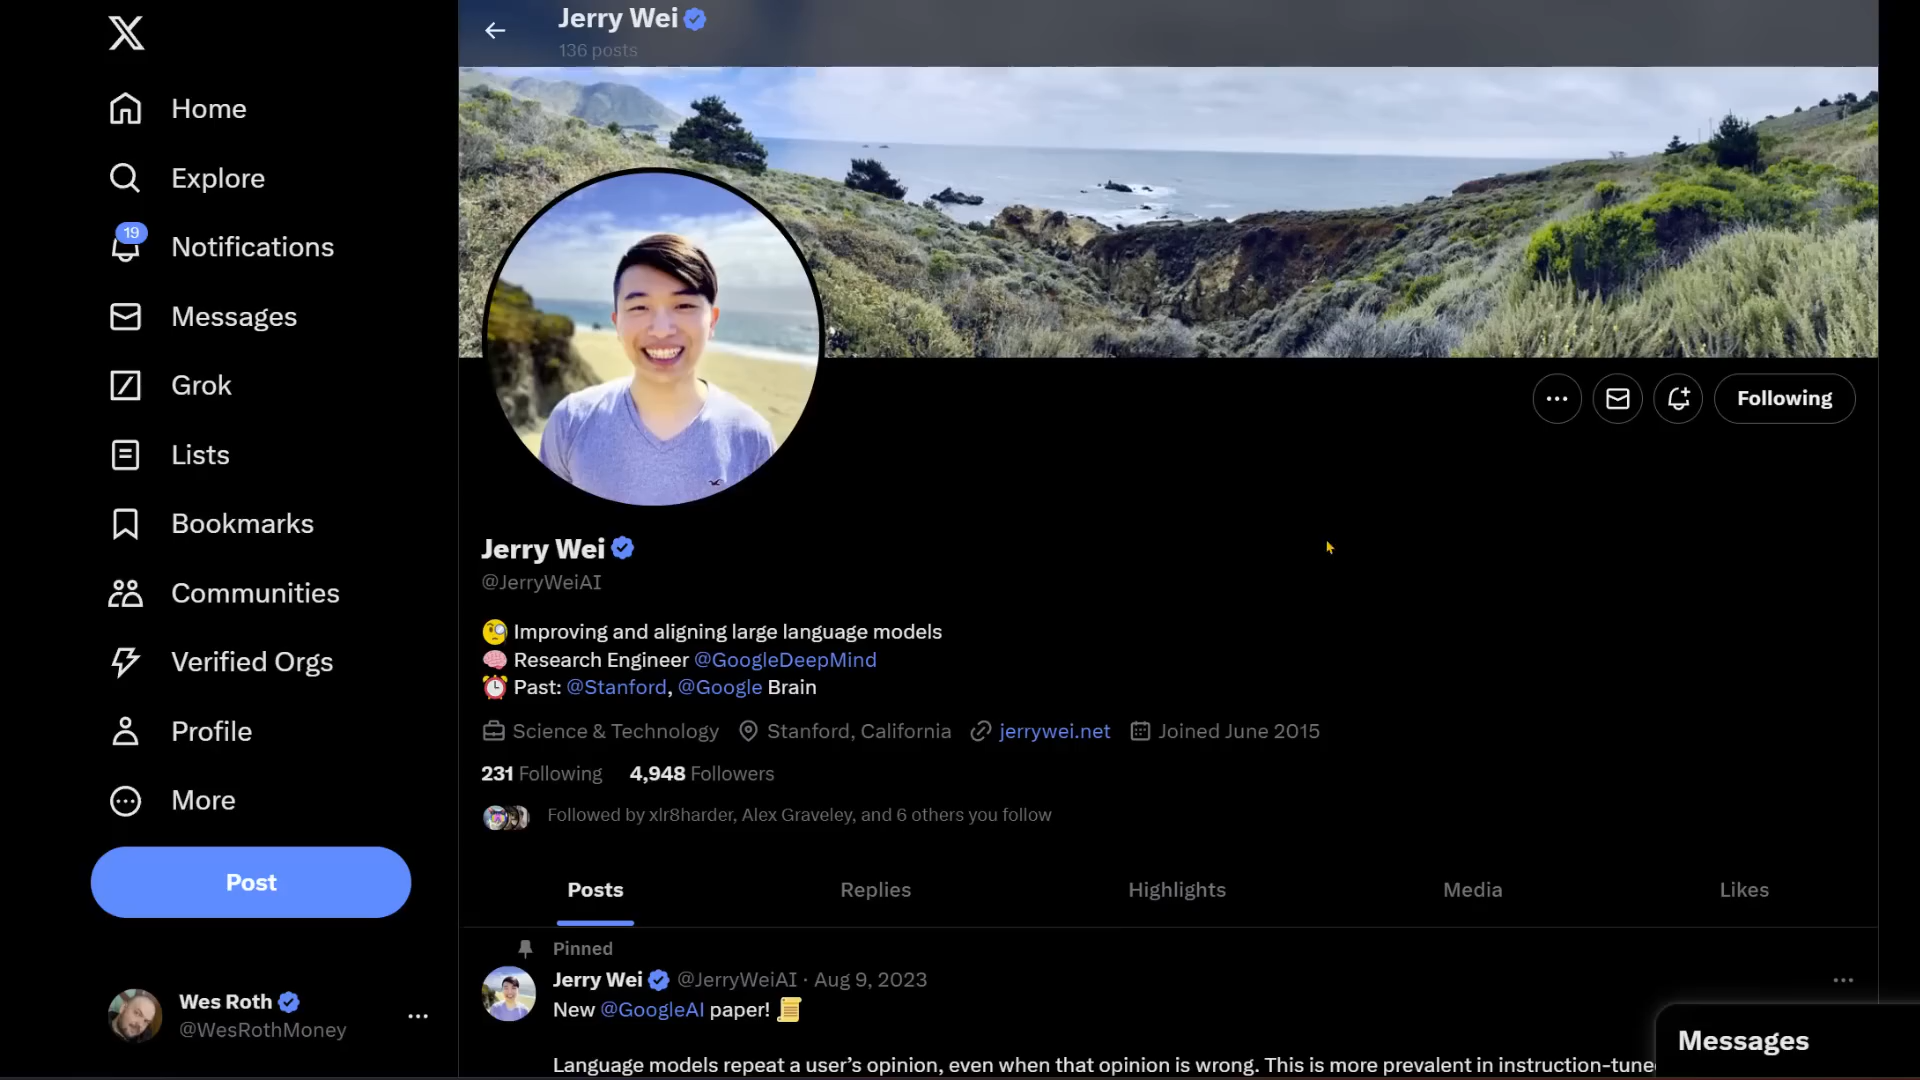 Jerry Wei
136 posts
Home
Explore
19
Notifications
Messages
Grok
Lists
Bookmarks
Communities
Verified Orgs
Profile
More
Post
Wes Roth
@WesRothMoney
Following
Jerry Wei
@JerryWeiAI
🧐 Improving and aligning large language models
🧠 Research Engineer @GoogleDeepMind
⏰ Past: @Stanford, @Google Brain
Science & Technology Stanford, California jerrywei.net Joined June 2015
231 Following 4,948 Followers
Followed by xlr8harder, Alex Graveley, and 6 others you follow
Posts Replies Highlights Media Likes
Pinned
Jerry Wei @JerryWeiAI · Aug 9, 2023
New @GoogleAI paper! 📜
Language models repeat a user's opinion, even when that opinion is wrong. This is more prevalent in instruction-tune
Messages